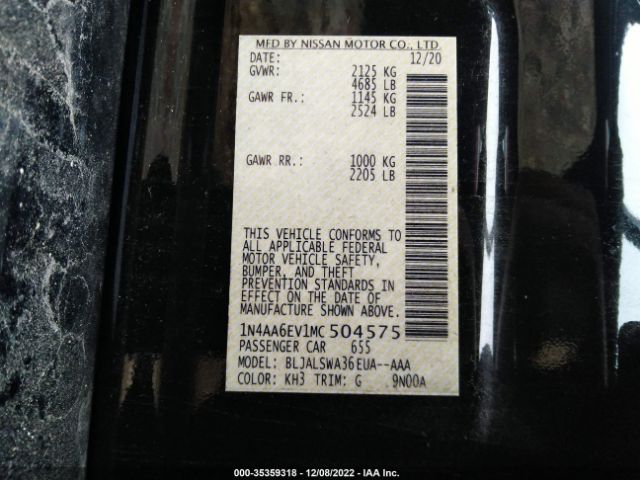 MFD BY NISSAN MOTOR CO., LTD.
DATE: 12/20
GVWR: 2125 KG
4685 LB
GAWR FR.: 1145 KG
2524 LB
GAWR RR.: 1000 KG
2205 LB
THIS VEHICLE CONFORMS TO
ALL APPLICABLE FEDERAL
MOTOR VEHICLE SAFETY,
BUMPER, AND THEFT
PREVENTION STANDARDS IN
EFFECT ON THE DATE OF
MANUFACTURE SHOWN ABOVE.
1N4AA6EV1MC504575
PASSENGER CAR 655
MODEL: BLJALSWA36EUA--AAA
COLOR: KH3 TRIM: G 9N00A
000-35359318 - 12/08/2022 - IAA Inc.